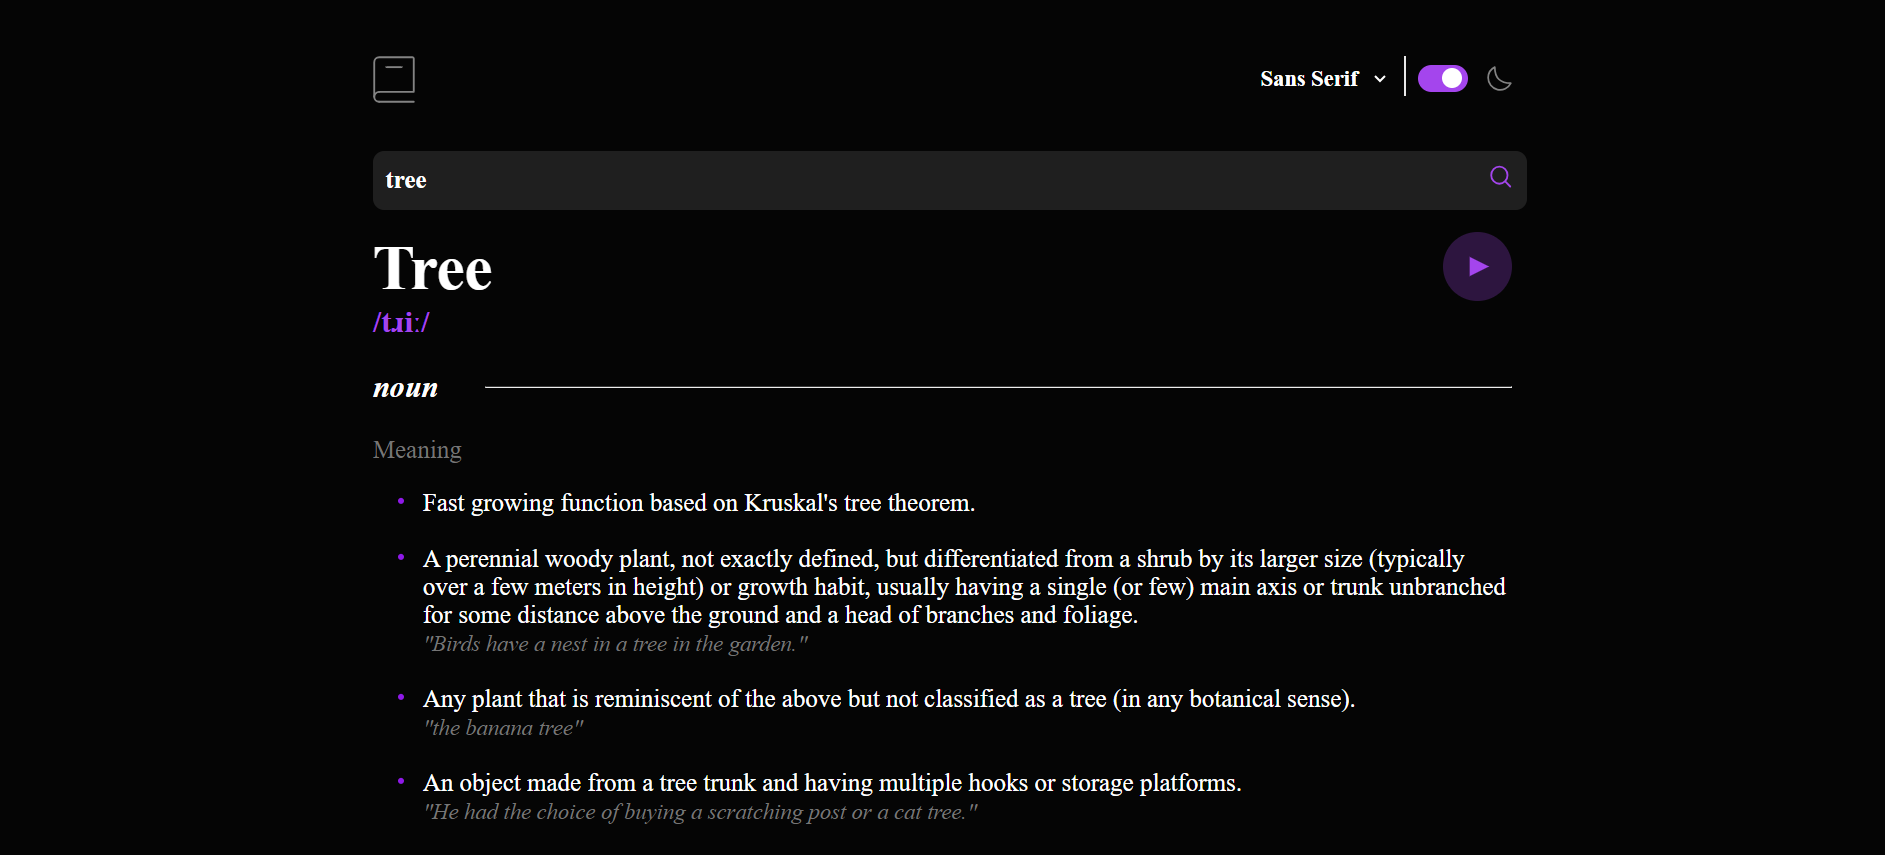 Sans Serif
tree
Tree
/tɹiː/
noun
Meaning
Fast growing function based on Kruskal's tree theorem.
A perennial woody plant, not exactly defined, but differentiated from a shrub by its larger size (typically
over a few meters in height) or growth habit, usually having a single (or few) main axis or trunk unbranched
for some distance above the ground and a head of branches and foliage.
"Birds have a nest in a tree in the garden."
Any plant that is reminiscent of the above but not classified as a tree (in any botanical sense).
"the banana tree"
An object made from a tree trunk and having multiple hooks or storage platforms.
"He had the choice of buying a scratching post or a cat tree."